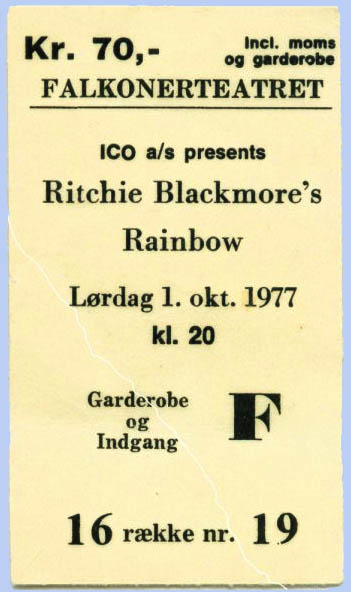 Kr. 70,-
Incl. moms
og garderobe
FALKONERTEATRET
ICO a/s presents
Ritchie Blackmore's
Rainbow
Lørdag 1. okt. 1977
kl. 20
Garderobe
og
Indgang
F
16 række nr. 19